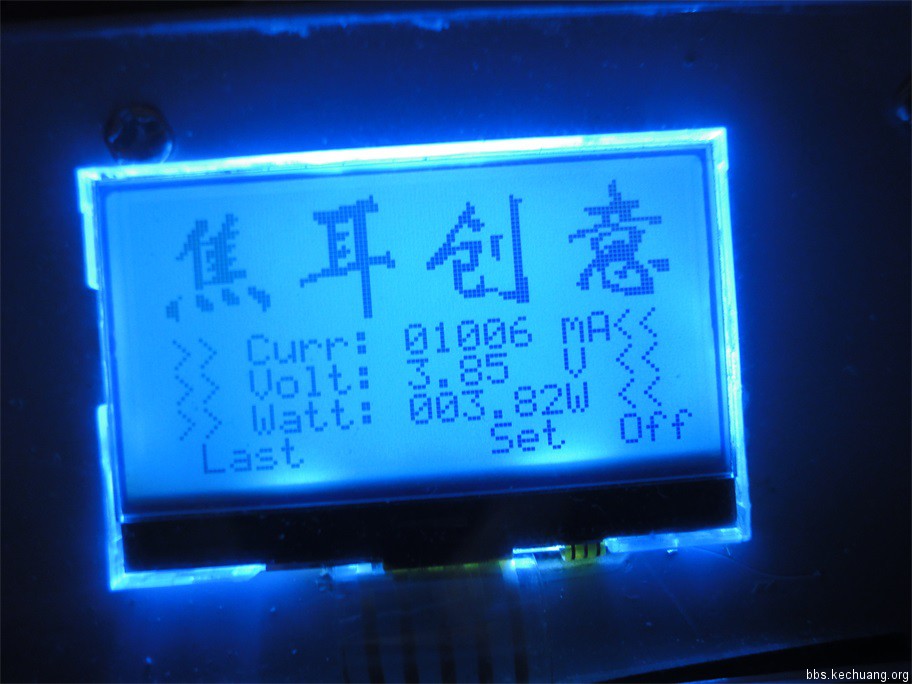 焦耳创意
>> Curr: 01006 mA<<
>> Volt: 3.85 V <<
>> Watt: 003.82W <<
Last Set Off
bbs.kechuang.org